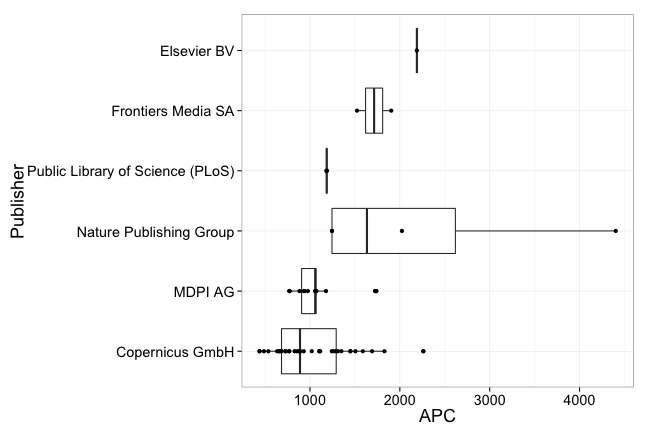 Elsevier BV
Frontiers Media SA
Public Library of Science (PLoS)
Nature Publishing Group
MDPI AG
Copernicus GmbH
Publisher
1000 2000 3000 4000
APC